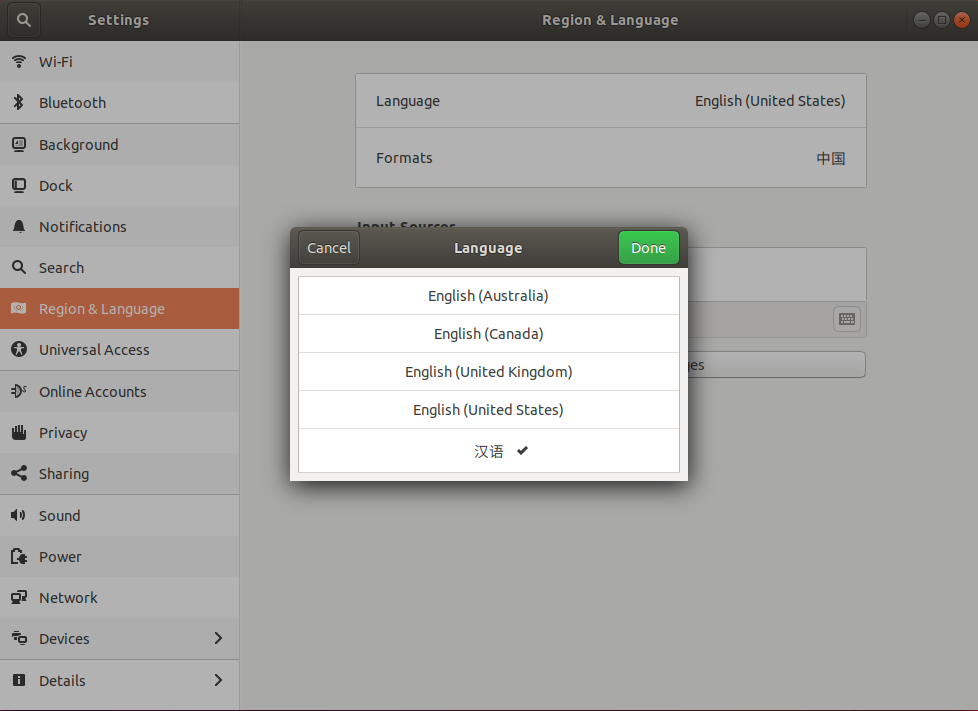 Settings
Region & Language
Wi-Fi
Bluetooth
Background
Dock
Notifications
Search
Region & Language
Universal Access
Online Accounts
Privacy
Sharing
Sound
Power
Network
Devices
Details
Language English (United States)
Formats 中国
Input Sources
Cancel Language Done
English (Australia)
English (Canada)
English (United Kingdom)
English (United States)
汉语